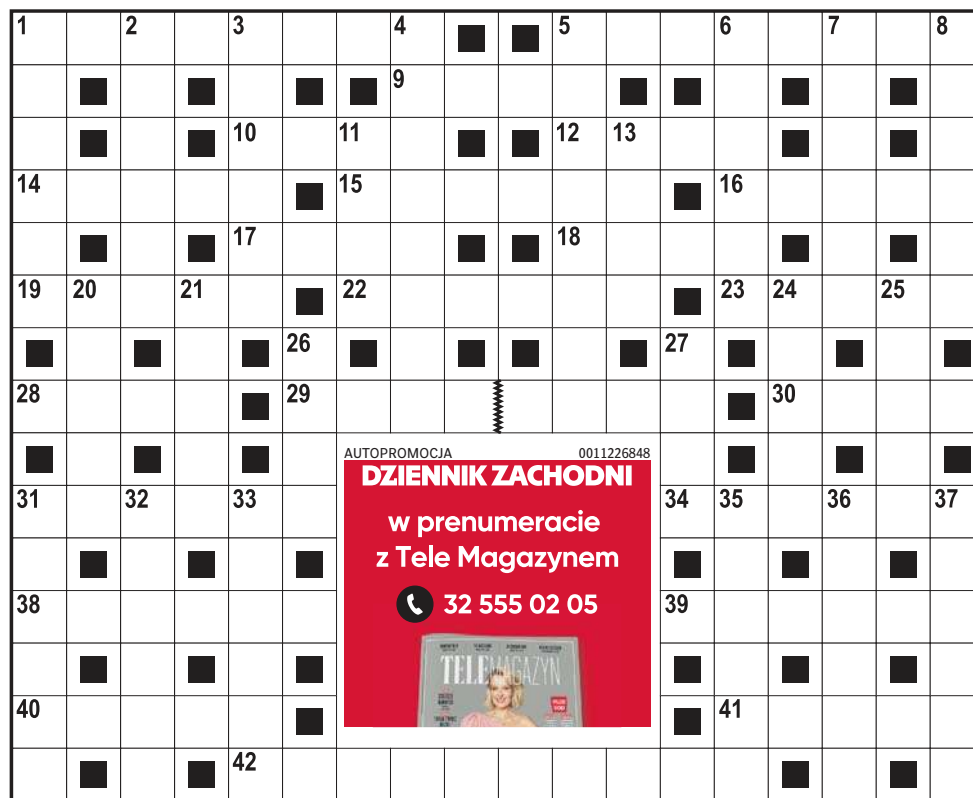 1 2 3 4 5 6 7 8
9
10 11 12 13
14 15 16
17 18
19 20 21 22 23 24 25
26 27
28 29 30
AUTOPROMOCJA 0011226848
DZIENNIK ZACHODNI
31 32 33 34 35 36 37
w prenumeracie
z Tele Magazynem
38 32 555 02 05 39
TELEMAGAZYN
40 41
42